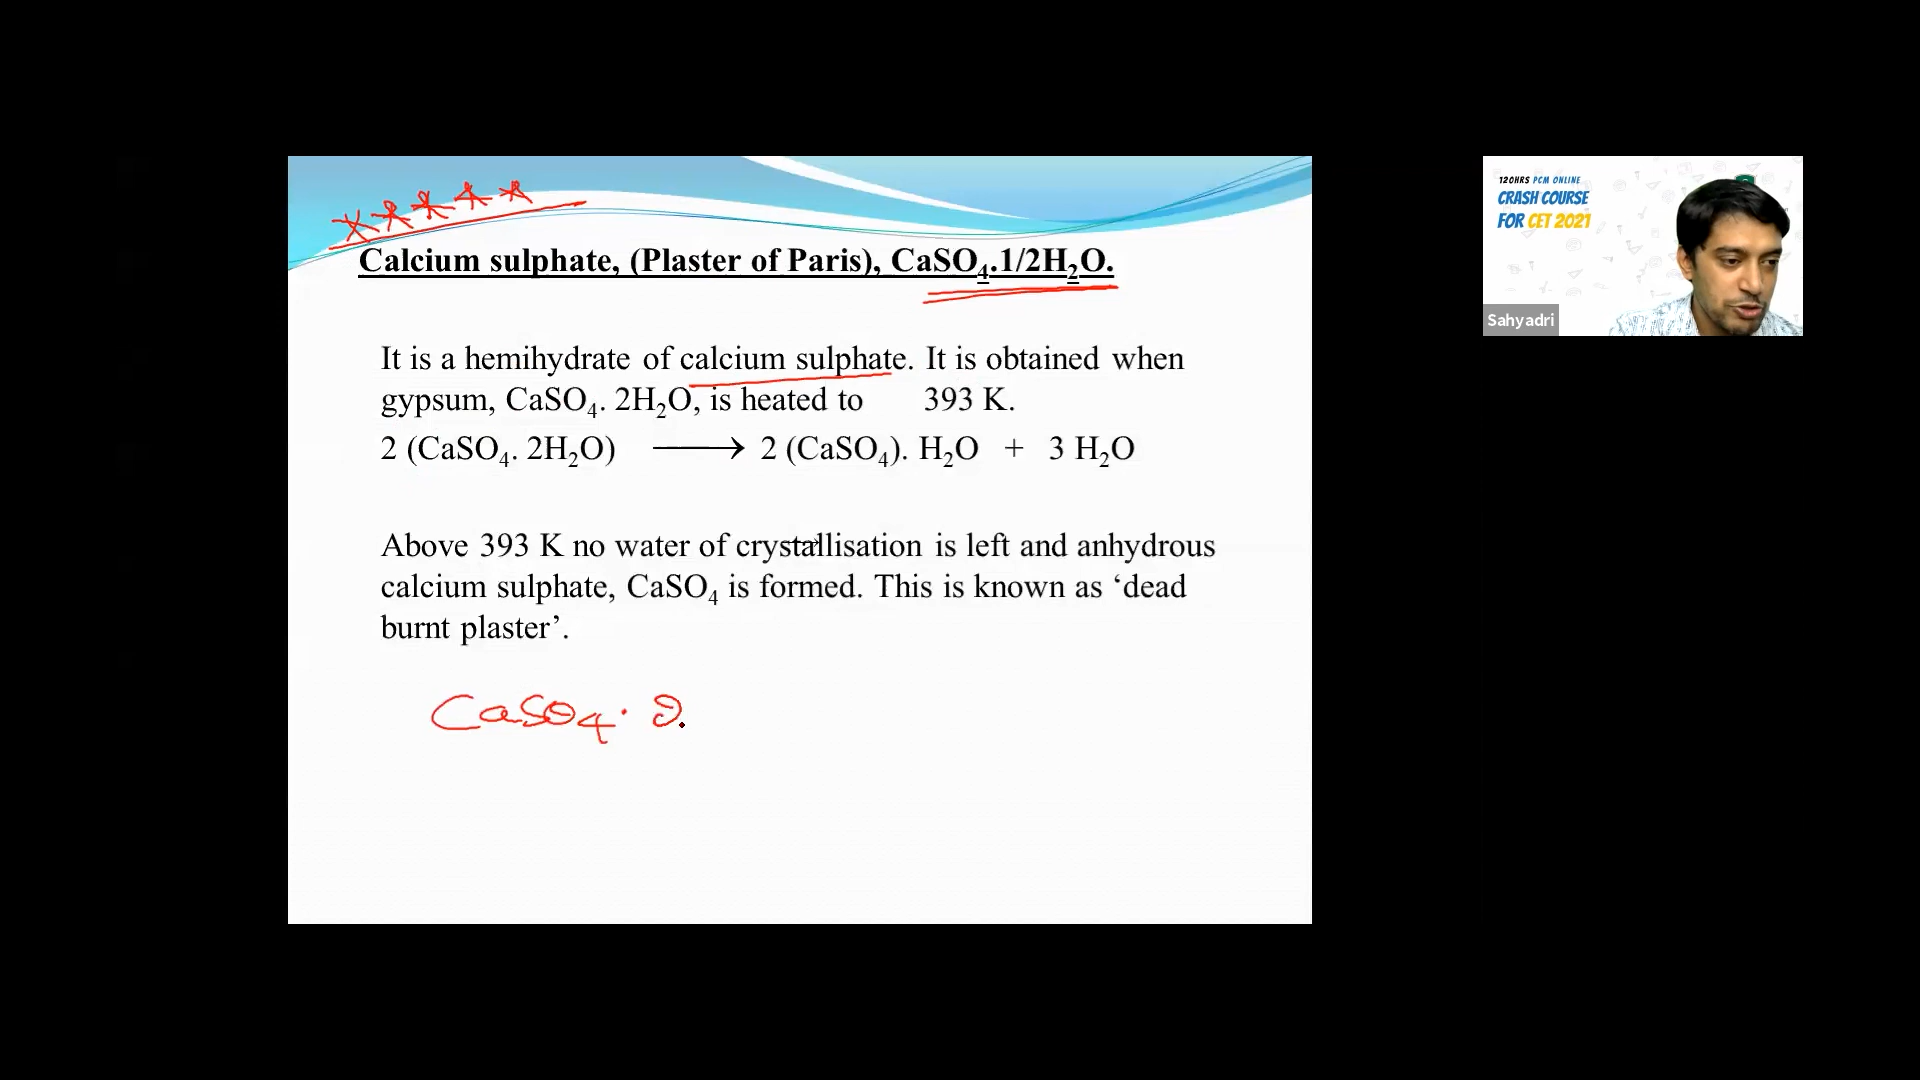 Calcium sulphate, (Plaster of Paris), CaSO₄.1/2H₂O.
It is a hemihydrate of calcium sulphate. It is obtained when
gypsum, CaSO₄. 2H₂O, is heated to 393 K.
2 (CaSO₄. 2H₂O) ⟶ 2 (CaSO₄). H₂O + 3 H₂O
Above 393 K no water of crystallisation is left and anhydrous
calcium sulphate, CaSO₄ is formed. This is known as ‘dead
burnt plaster’.
CaSO₄· 2
120HRS PCM ONLINE
CRASH COURSE
FOR CET 2021
Sahyadri